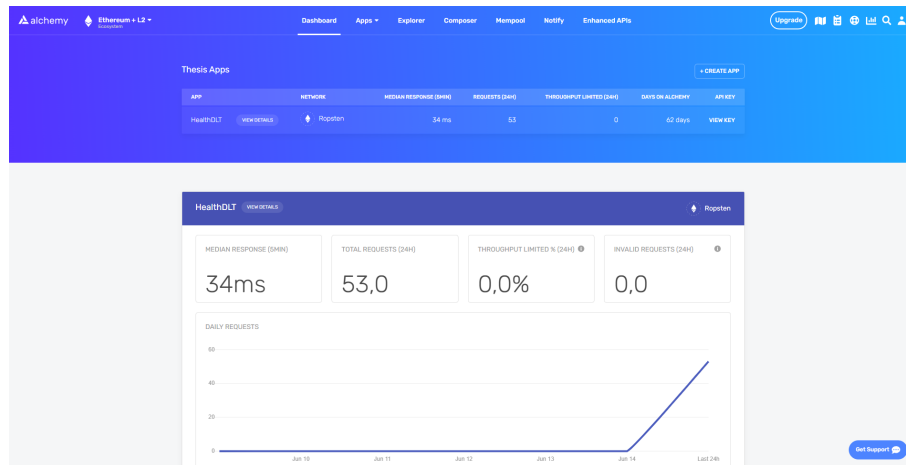 alchemy Ethereum + L2 Dashboard Apps Explorer Composer Mempool Notify Enhanced APIs Upgrade
Ecosystem
Thesis Apps + CREATE APP
APP NETWORK MEDIAN RESPONSE (5MIN) REQUESTS (24H) THROUGHPUT LIMITED (24H) DAYS ON ALCHEMY API KEY
HealthDLT VIEW DETAILS Ropsten 34 ms 53 0 62 days VIEW KEY
HealthDLT VIEW DETAILS Ropsten
MEDIAN RESPONSE (5MIN) TOTAL REQUESTS (24H) THROUGHPUT LIMITED % (24H) INVALID REQUESTS (24H)
34ms 53,0 0,0% 0,0
DAILY REQUESTS
60
40
20
0
Jun 10 Jun 11 Jun 12 Jun 13 Jun 14 Last 24h
Get Support